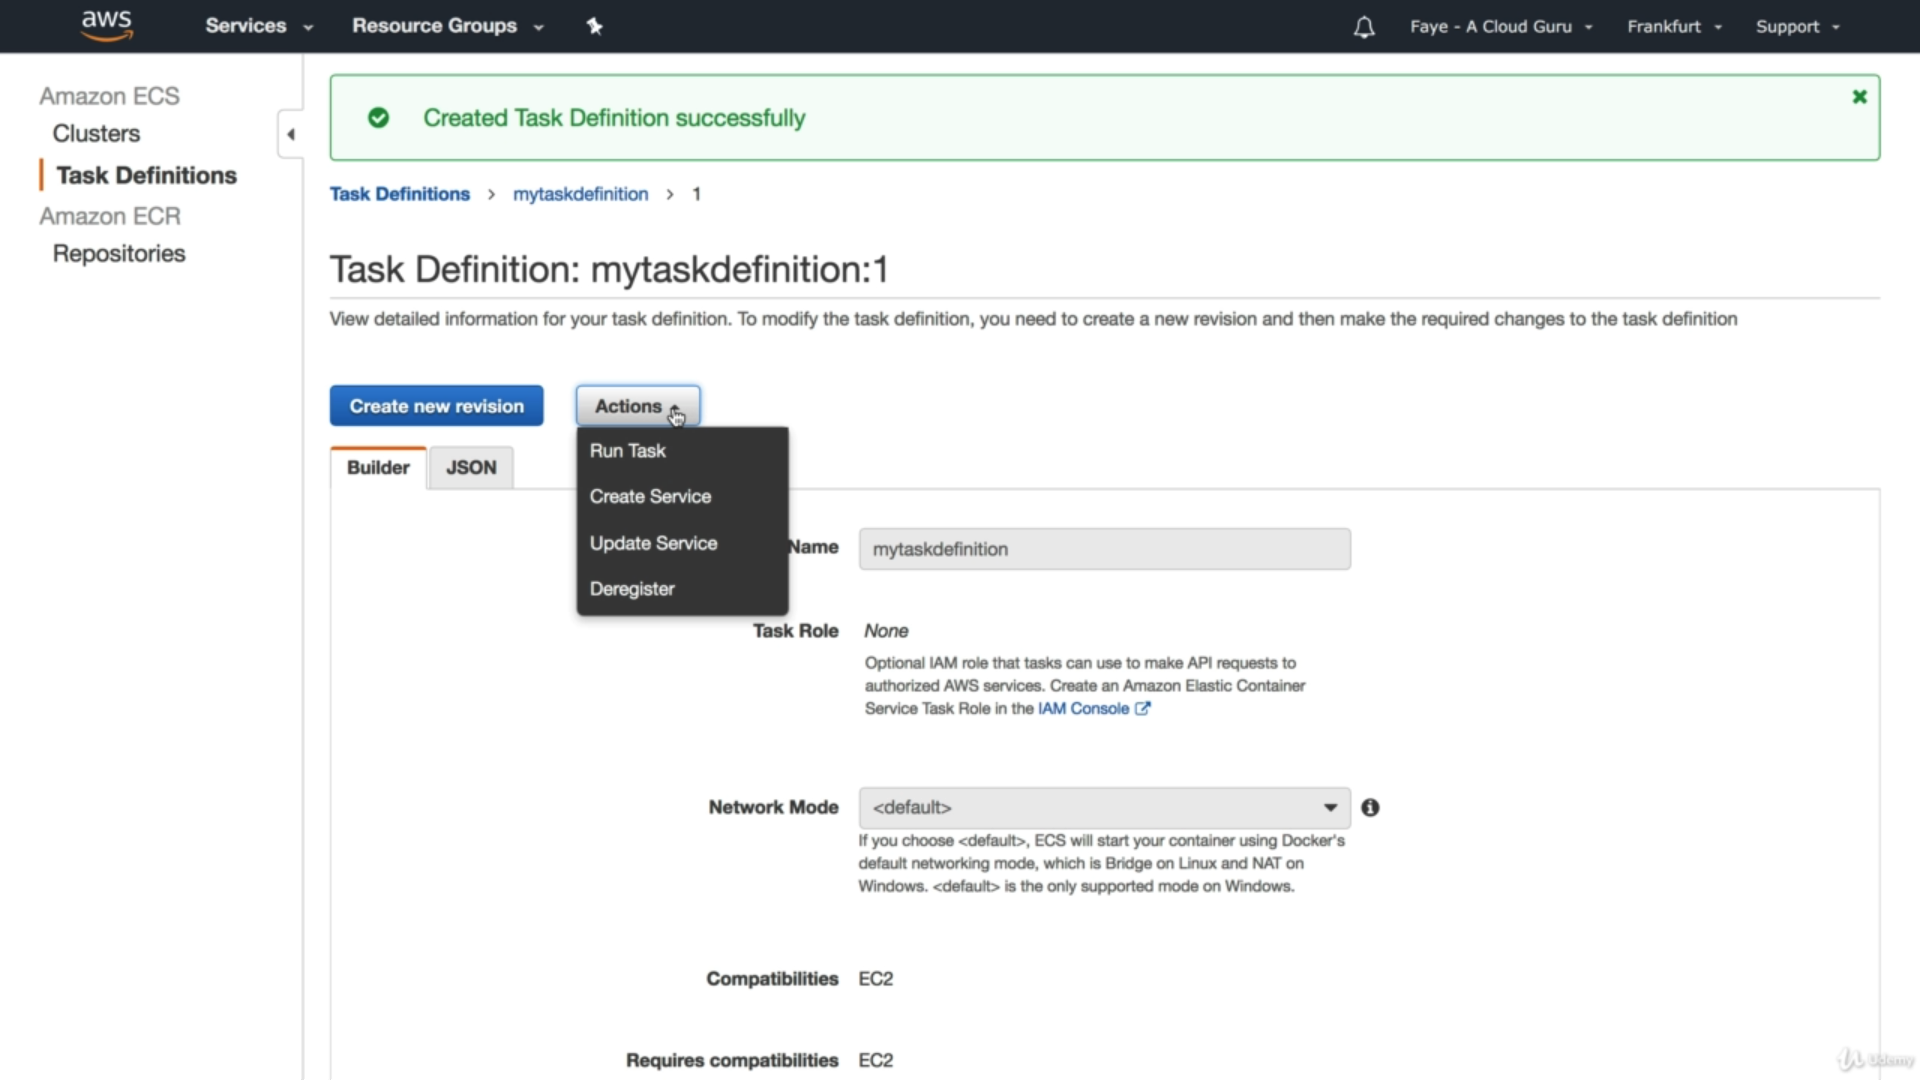 aws Services Resource Groups Faye - A Cloud Guru Frankfurt Support
Amazon ECS
Clusters
Task Definitions
Amazon ECR
Repositories
Created Task Definition successfully
Task Definitions > mytaskdefinition > 1
Task Definition: mytaskdefinition:1
View detailed information for your task definition. To modify the task definition, you need to create a new revision and then make the required changes to the task definition
Create new revision Actions
Run Task
Create Service
Update Service
Deregister
Builder JSON
Name mytaskdefinition
Task Role None
Optional IAM role that tasks can use to make API requests to
authorized AWS services. Create an Amazon Elastic Container
Service Task Role in the IAM Console
Network Mode <default>
If you choose <default>, ECS will start your container using Docker's
default networking mode, which is Bridge on Linux and NAT on
Windows. <default> is the only supported mode on Windows.
Compatibilities EC2
Requires compatibilities EC2
Udemy